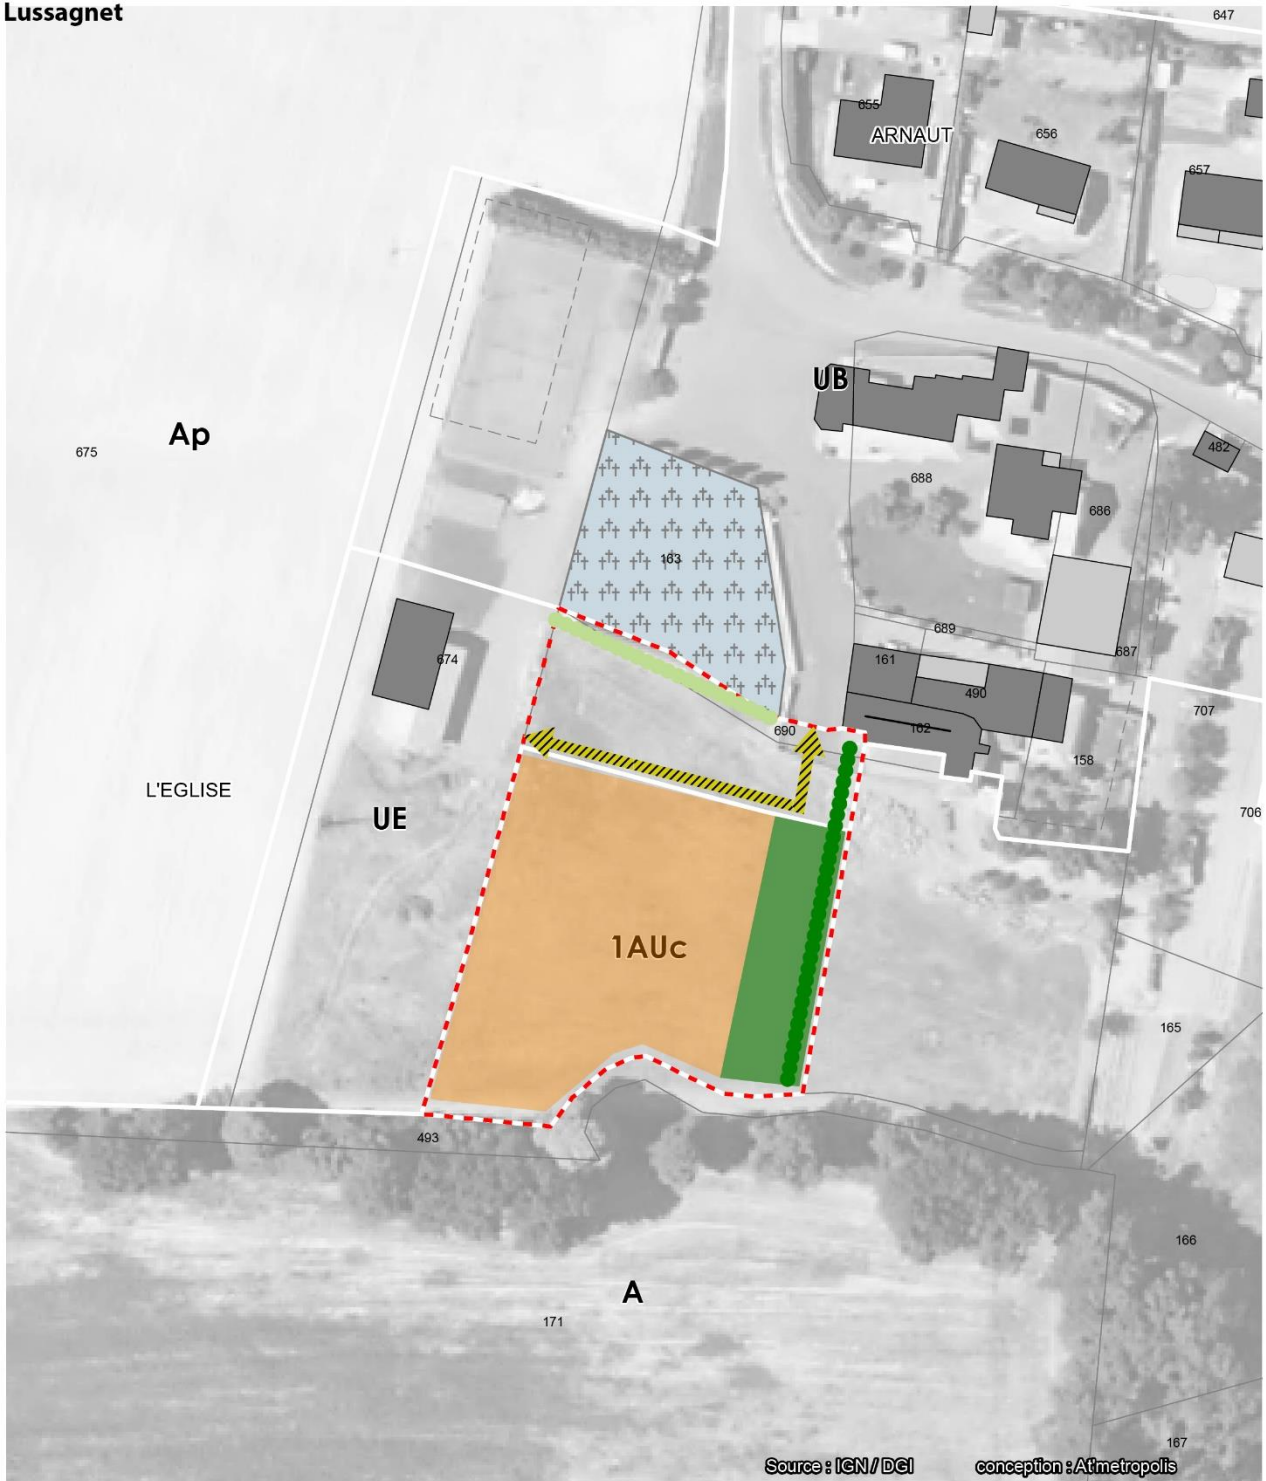 Lussagnet
647
655
ARNAUT
656
657
UB
Ap
675
482
688
686
163
689
687
674
161
490
707
690
162
158
L'EGLISE
UE
706
1AUc
165
493
166
A
171
167
Source : IGN / DGI
conception : At'metropolis